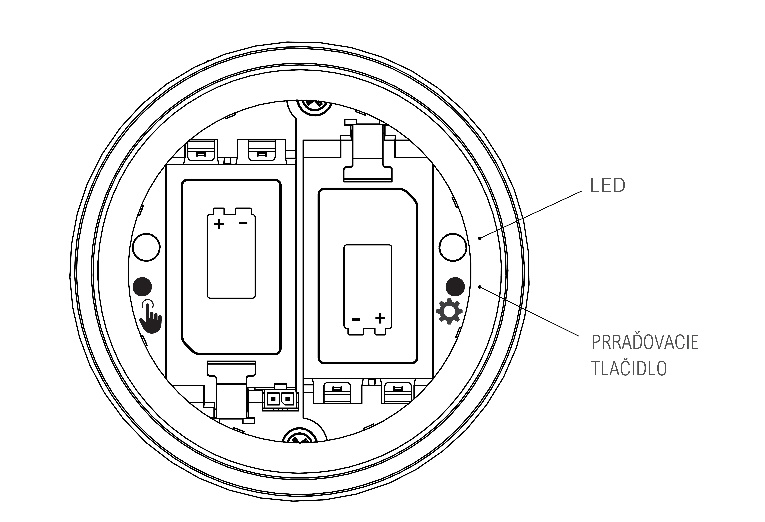 + -
LED
- +
PRRAĎOVACIE
TLAČIDLO